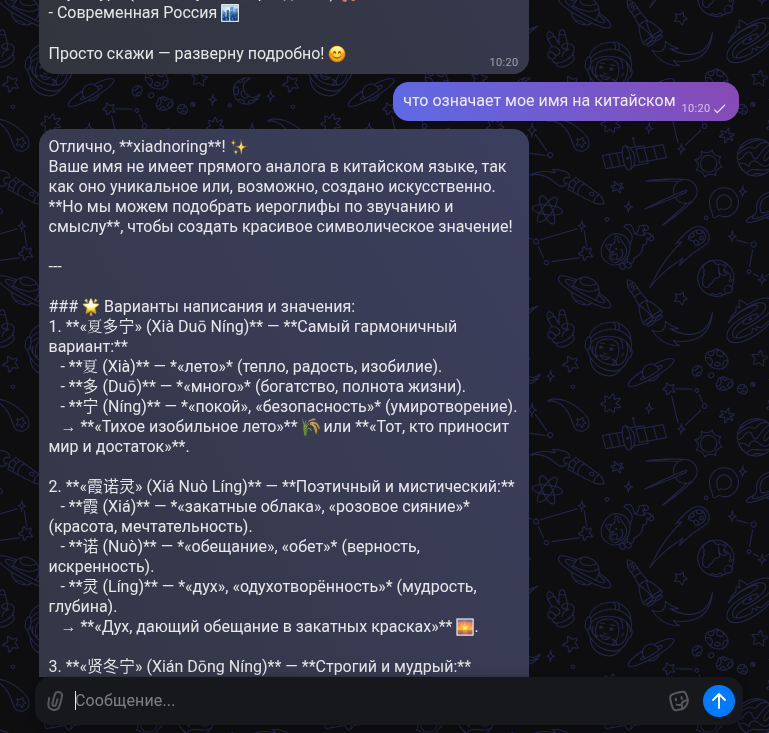 - Современная Россия 🏙️
Просто скажи — разверну подробно! 😊
10:20
что означает мое имя на китайском
10:20
Отлично, **xiadnoring**! ✨
Ваше имя не имеет прямого аналога в китайском языке, так
как оно уникальное или, возможно, создано искусственно.
**Но мы можем подобрать иероглифы по звучанию и
смыслу**, чтобы создать красивое символическое значение!
---
### 🌟 Варианты написания и значения:
1. **«夏多宁» (Xià Duō Níng)** — **Самый гармоничный
вариант:**
- **夏 (Xià)** — *«лето»* (тепло, радость, изобилие).
- **多 (Duō)** — *«много»* (богатство, полнота жизни).
- **宁 (Níng)** — *«покой», «безопасность»* (умиротворение).
→ **«Тихое изобильное лето»** 🌾 или **«Тот, кто приносит
мир и достаток»**.
2. **«霞诺灵» (Xiá Nuò Líng)** — **Поэтичный и мистический:**
- **霞 (Xiá)** — *«закатные облака», «розовое сияние»*
(красота, мечтательность).
- **诺 (Nuò)** — *«обещание», «обет»* (верность,
искренность).
- **灵 (Líng)** — *«дух», «одухотворённость»* (мудрость,
глубина).
→ **«Дух, дающий обещание в закатных красках»** 🌅.
3. **«贤冬宁» (Xián Dōng Níng)** — **Строгий и мудрый:**
Сообщение...